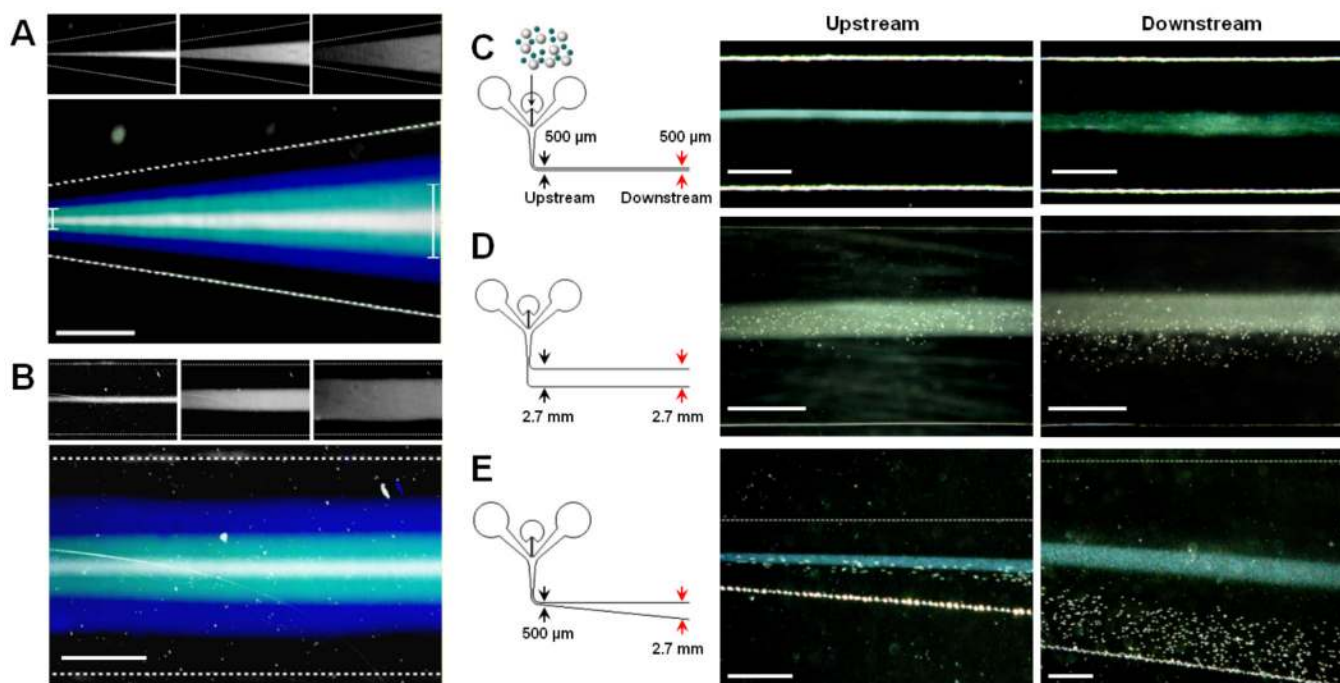 A
B
C
500 µm
500 µm
Upstream
Downstream
D
2.7 mm
2.7 mm
E
500 µm
2.7 mm
Upstream
Downstream